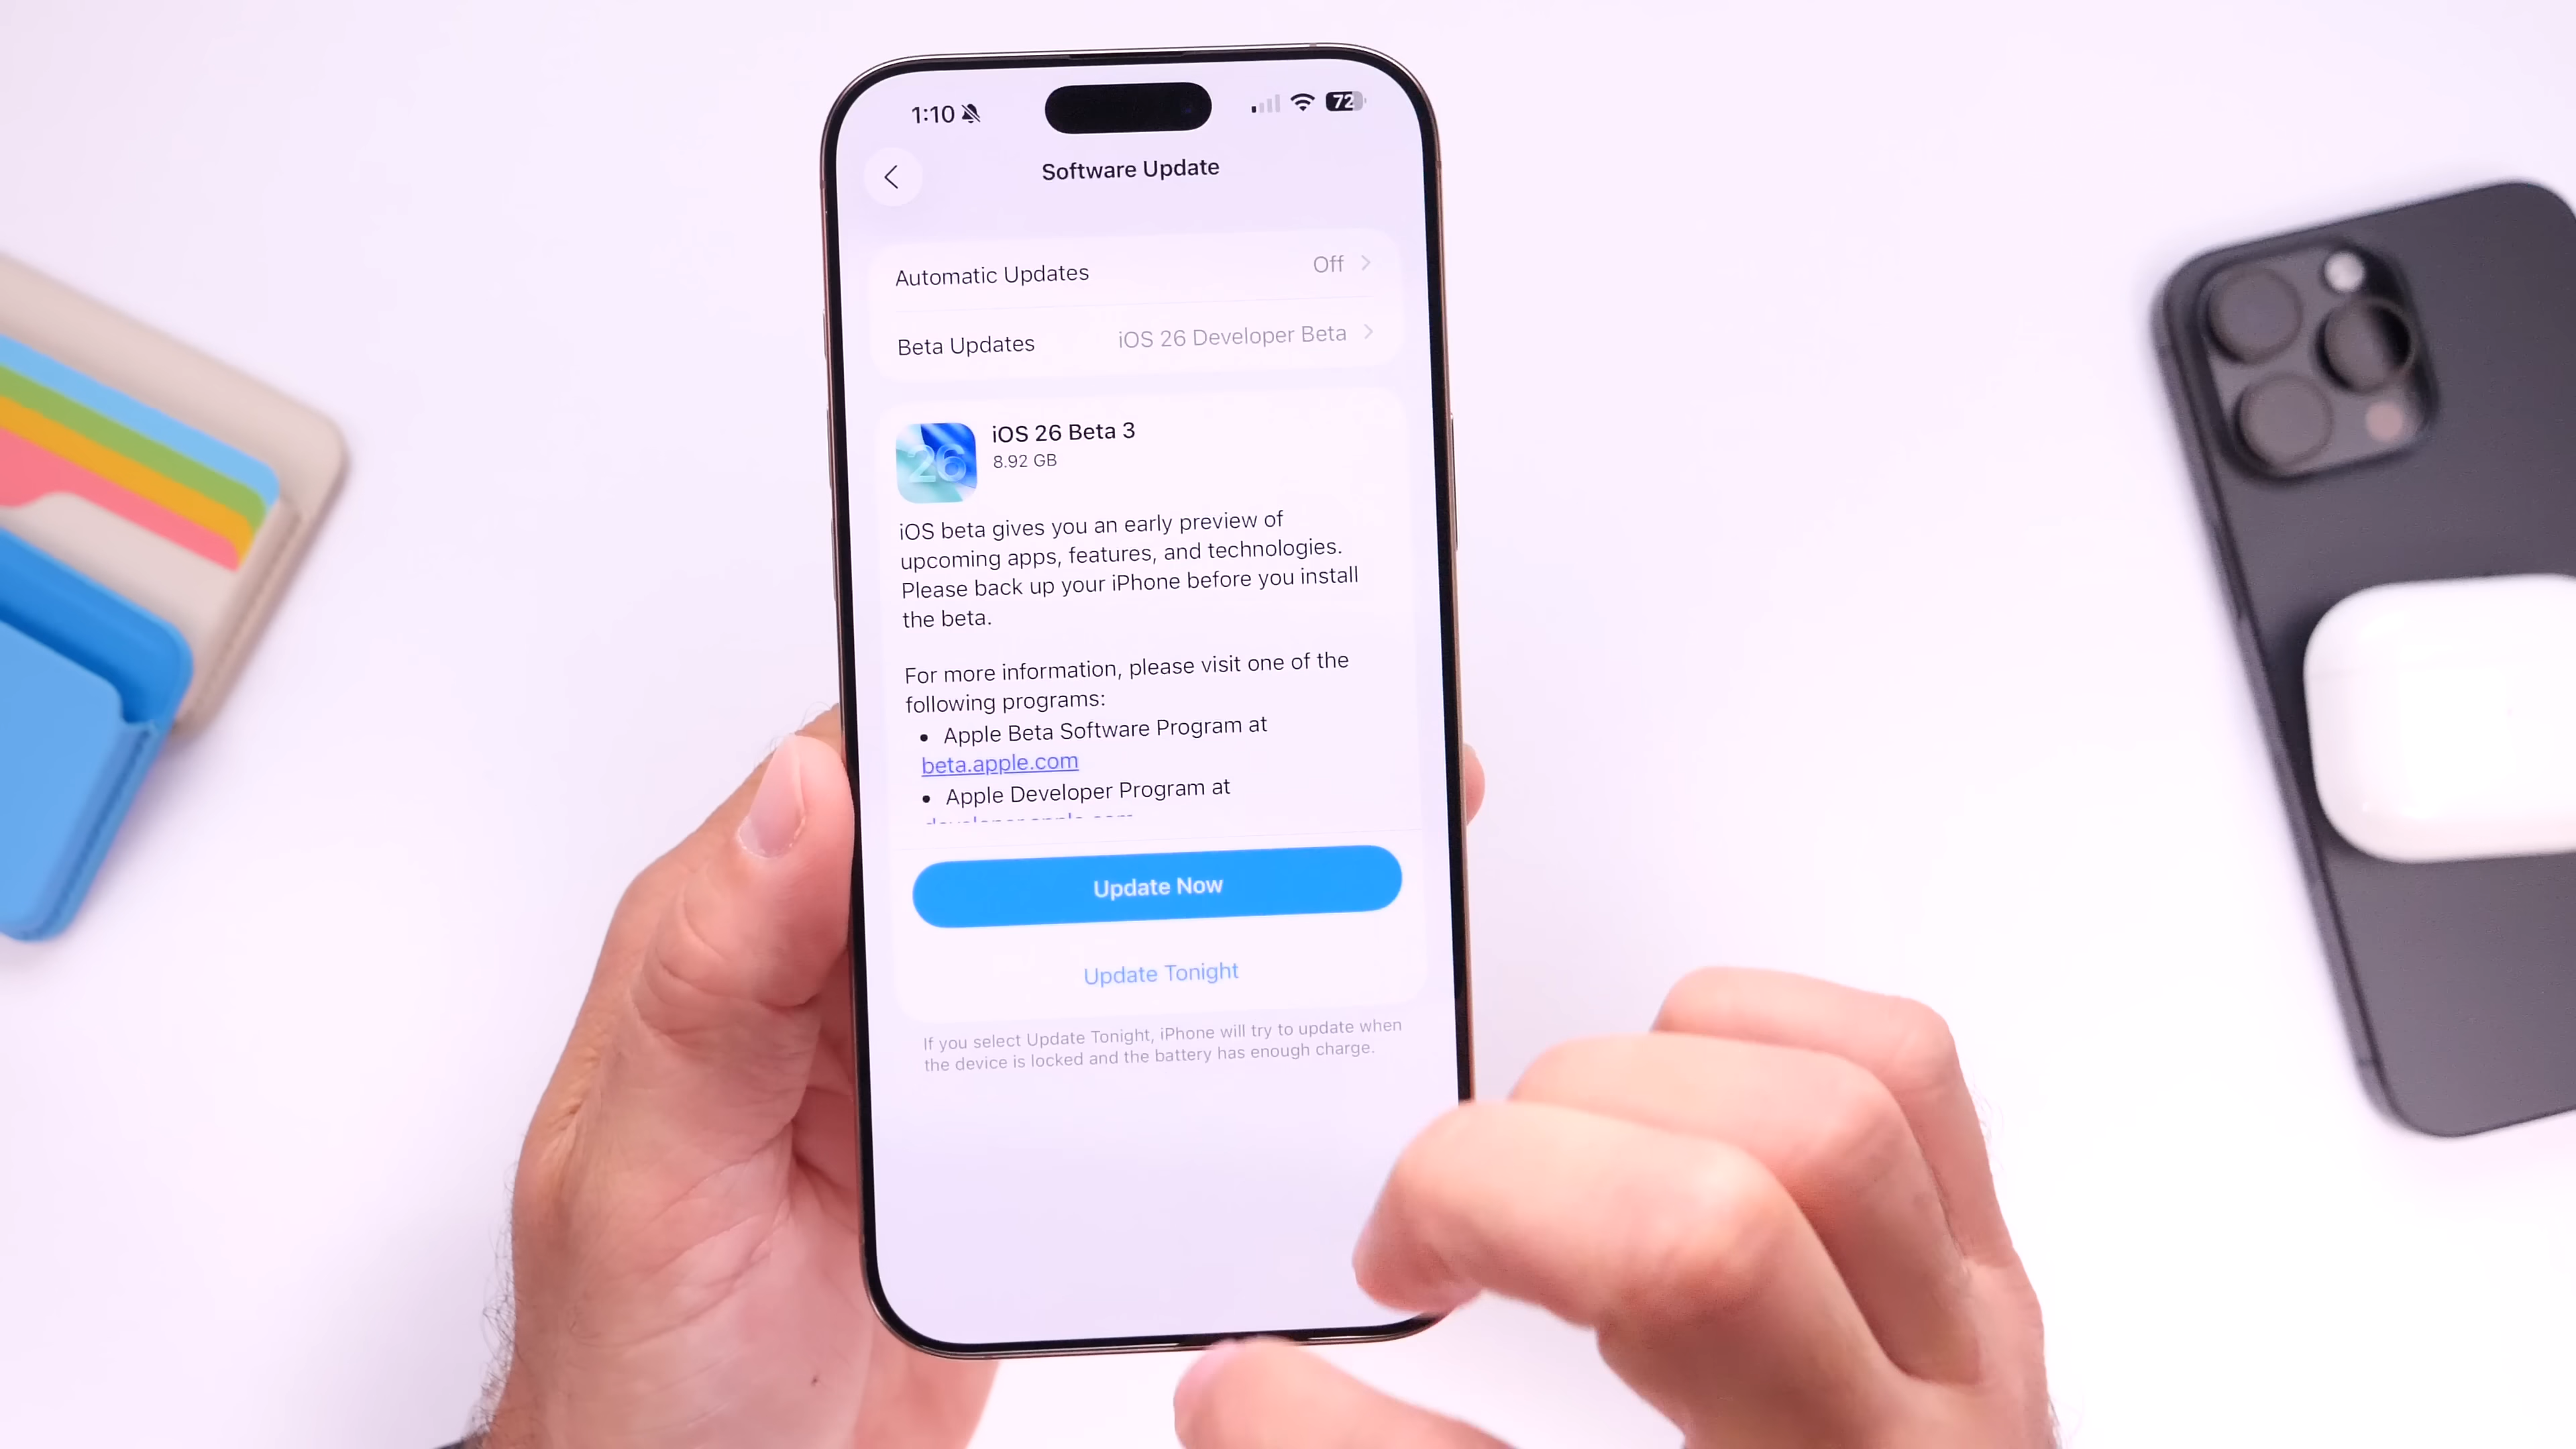 1:10
72
Software Update
Automatic Updates Off
Beta Updates iOS 26 Developer Beta
26
iOS 26 Beta 3
8.92 GB
iOS beta gives you an early preview of
upcoming apps, features, and technologies.
Please back up your iPhone before you install
the beta.
For more information, please visit one of the
following programs:
• Apple Beta Software Program at
beta.apple.com
• Apple Developer Program at
developer.apple.com
Update Now
Update Tonight
If you select Update Tonight, iPhone will try to update when
the device is locked and the battery has enough charge.